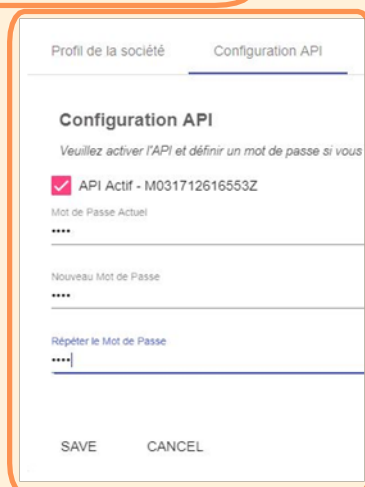 Profil de la société Configuration API
Configuration API
Veuillez activer l'API et définir un mot de passe si vous
API Actif - M031712616553Z
Mot de Passe Actuel
••••
Nouveau Mot de Passe
••••
Répéter le Mot de Passe
••••
SAVE CANCEL